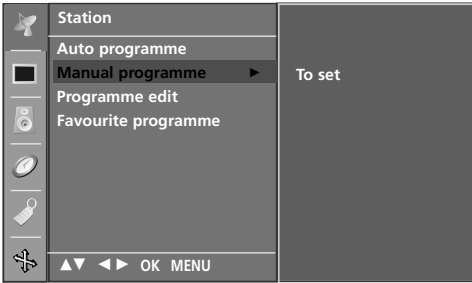 Station
Auto programme
Manual programme ►
To set
Programme edit
Favourite programme
▲▼ ◄► OK MENU